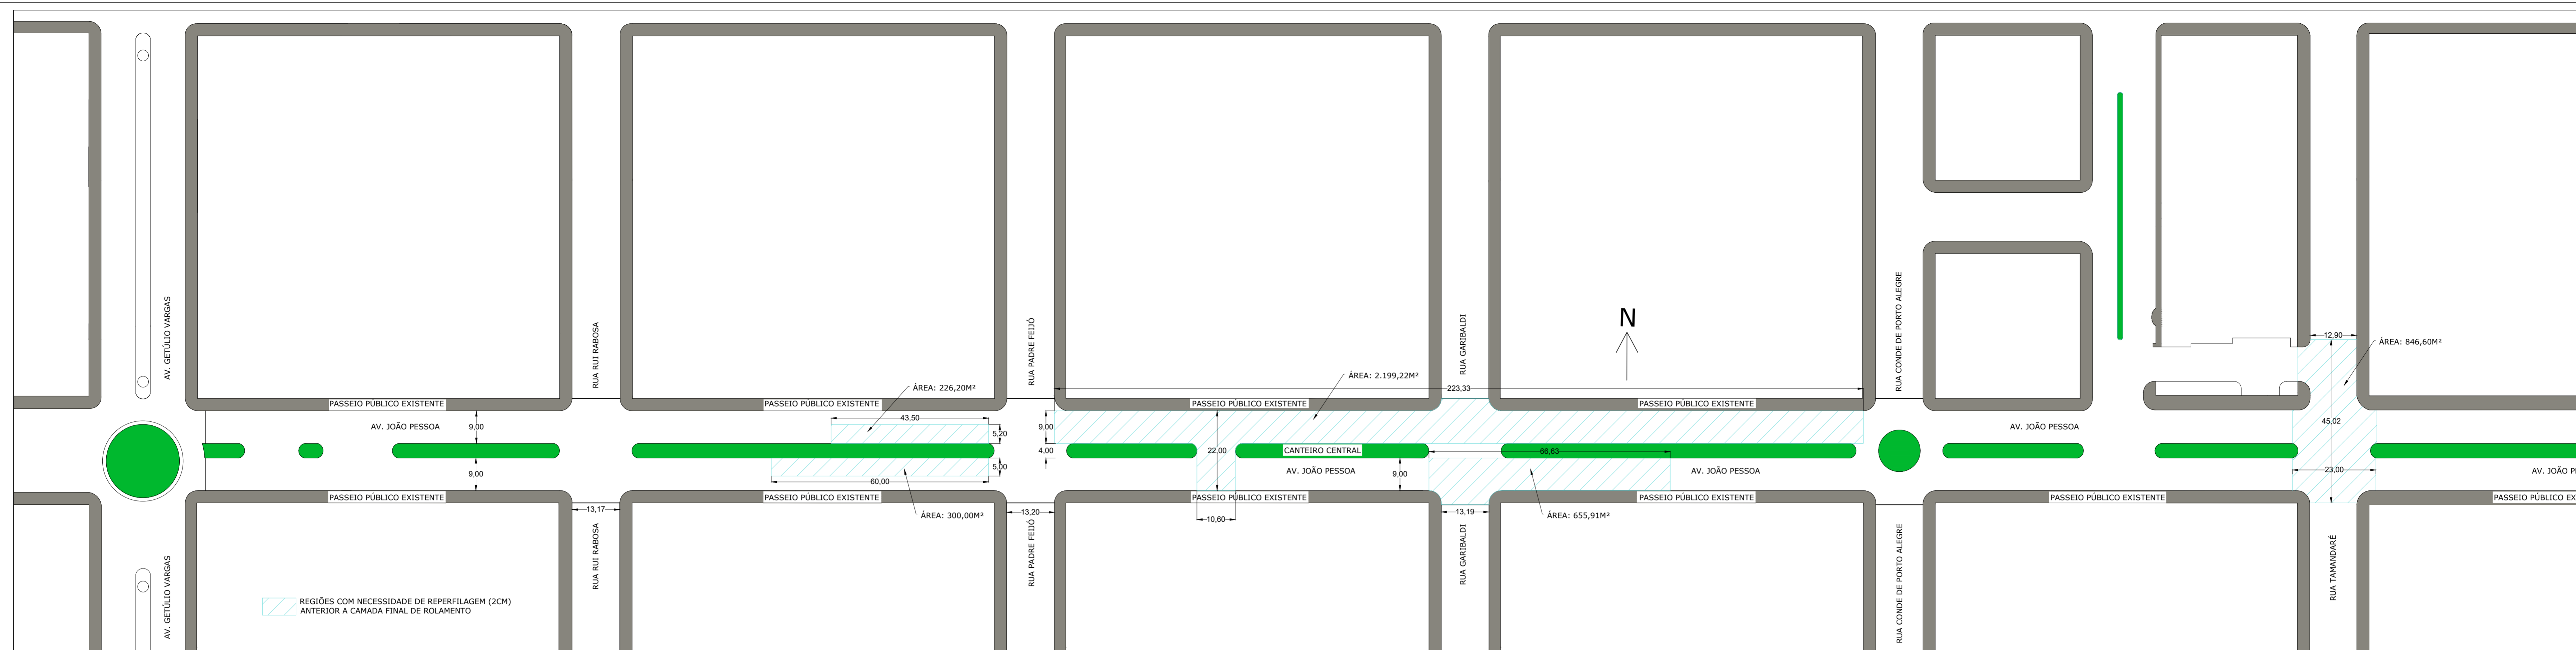 AV. GETÚLIO VARGAS
RUA RUI RABOSA
RUA PADRE FEIJÓ
RUA GARIBALDI
RUA CONDE DE PORTO ALEGRE
N
12,90
ÁREA: 846,60M²
ÁREA: 226,20M²
ÁREA: 2.199,22M²
223,33
PASSEIO PÚBLICO EXISTENTE
PASSEIO PÚBLICO EXISTENTE
PASSEIO PÚBLICO EXISTENTE
PASSEIO PÚBLICO EXISTENTE
AV. JOÃO PESSOA
9,00
43,50
5,20
9,00
AV. JOÃO PESSOA
45,02
4,00
22,00
CANTEIRO CENTRAL
66,63
9,00
60,00
5,00
AV. JOÃO PESSOA
9,00
AV. JOÃO PESSOA
23,00
AV. JOÃO P
PASSEIO PÚBLICO EXISTENTE
PASSEIO PÚBLICO EXISTENTE
PASSEIO PÚBLICO EXISTENTE
PASSEIO PÚBLICO EXISTENTE
PASSEIO PÚBLICO EXISTENTE
PASSEIO PÚBLICO EX
13,17
ÁREA: 300,00M²
13,20
10,60
13,19
ÁREA: 655,91M²
AV. GETÚLIO VARGAS
RUA RUI RABOSA
RUA PADRE FEIJÓ
RUA GARIBALDI
RUA CONDE DE PORTO ALEGRE
RUA TAMANDARÉ
REGIÕES COM NECESSIDADE DE REPERFILAGEM (2CM)
ANTERIOR A CAMADA FINAL DE ROLAMENTO